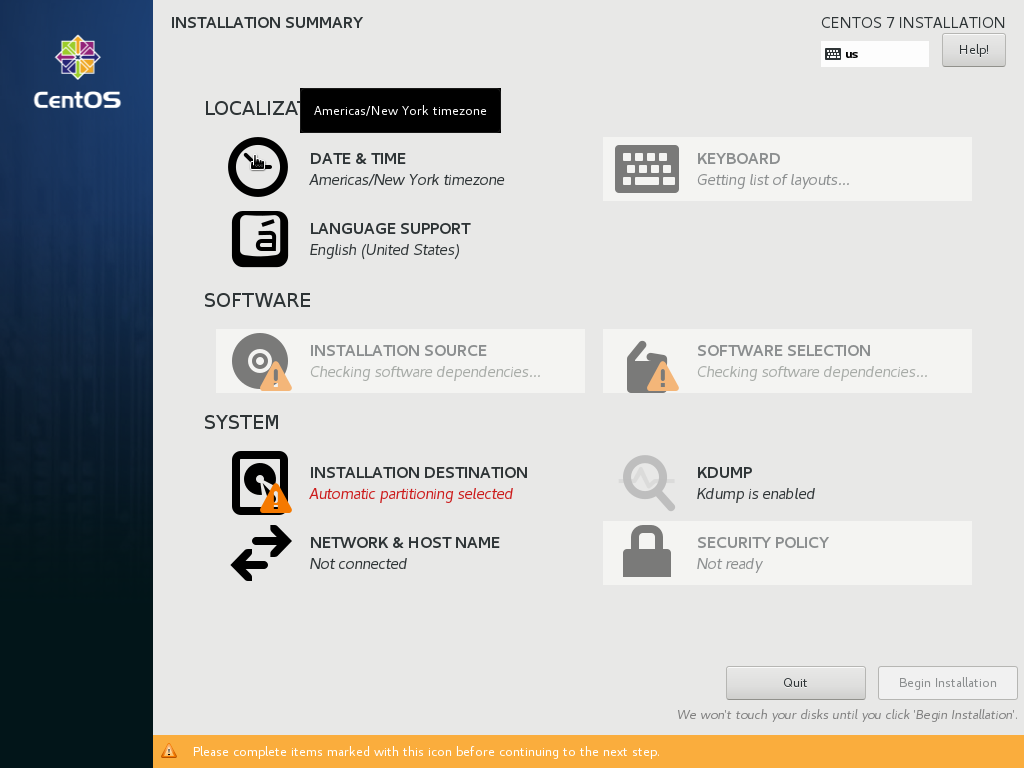 INSTALLATION SUMMARY
CENTOS 7 INSTALLATION
us
Help!
CentOS
LOCALIZAT
Americas/New York timezone
DATE & TIME
Americas/New York timezone
KEYBOARD
Getting list of layouts...
LANGUAGE SUPPORT
English (United States)
SOFTWARE
INSTALLATION SOURCE
Checking software dependencies...
SOFTWARE SELECTION
Checking software dependencies...
SYSTEM
INSTALLATION DESTINATION
Automatic partitioning selected
KDUMP
Kdump is enabled
NETWORK & HOST NAME
Not connected
SECURITY POLICY
Not ready
Quit
Begin Installation
We won't touch your disks until you click 'Begin Installation'.
Please complete items marked with this icon before continuing to the next step.